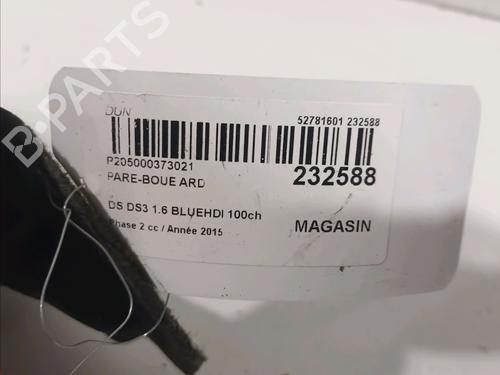 DON
52781601 232588
P205000373021
232588
PARE-BOUE ARD
DS DS3 1.6 BLUEHDI 100ch
MAGASIN
Phase 2 cc / Année 2015
B-PARTS